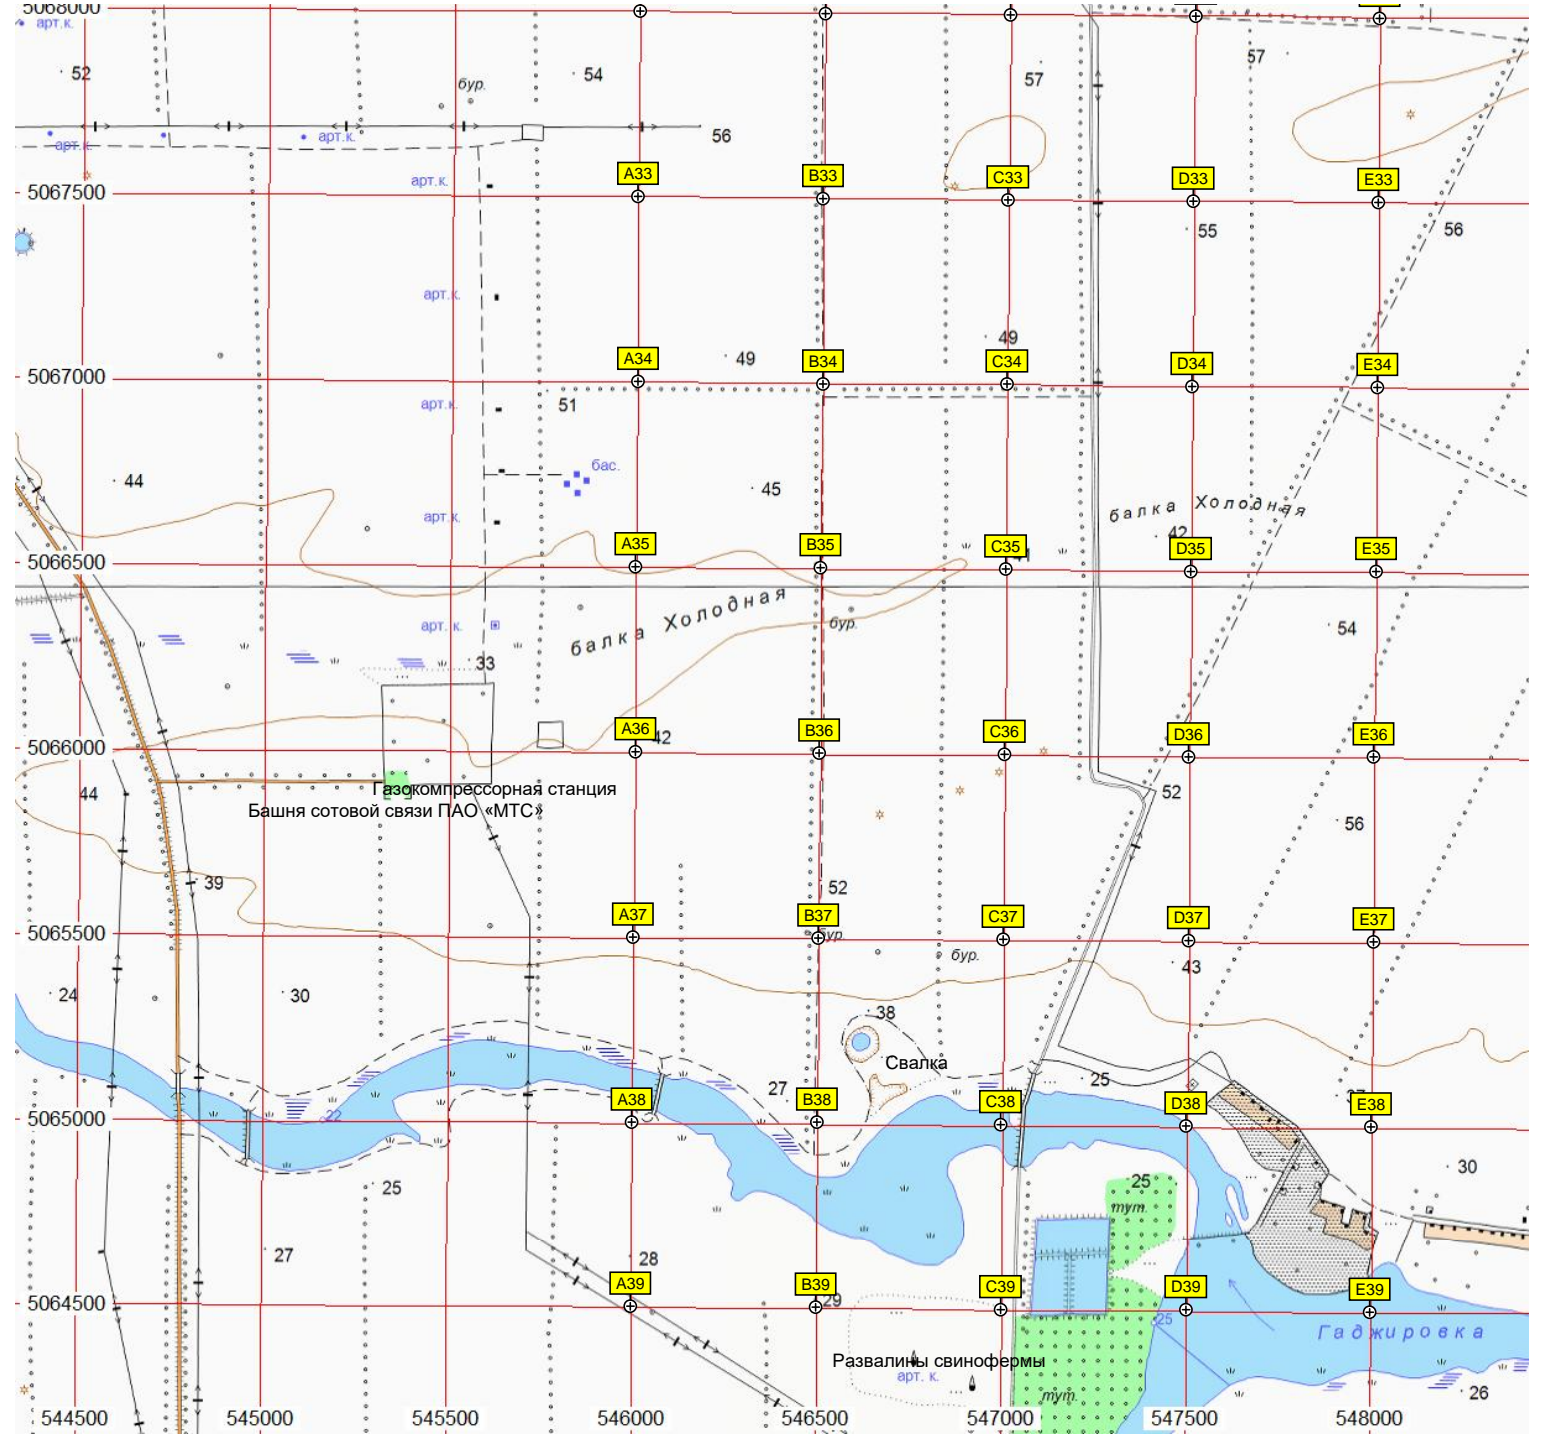 5068000
арт.к.
52
бур.
54
57
57
арт.к.
арт.к.
56
5067500
арт.к.
A33
B33
C33
D33
E33
55
56
арт.к.
49
49
5067000
A34
B34
C34
D34
E34
арт.к.
51
44
бас.
45
арт.к.
балка Холодная
42
5066500
A35
B35
C35
D35
E35
балка Холодная
арт. к.
бур.
54
33
5066000
A36
42
B36
C36
D36
E36
44
Газокомпрессорная станция
52
Башня сотовой связи ПАО «МТС»
56
39
52
5065500
A37
B37
C37
D37
E37
бур.
43
24
30
38
Свалка
25
27
5065000
22
A38
B38
C38
D38
E38
30
25
25
тут.
27
28
5064500
A39
B39
29
C39
D39
E39
25
Гаджировка
Развалины свинофермы
арт. к.
тут.
26
544500
545000
545500
546000
546500
547000
547500
548000